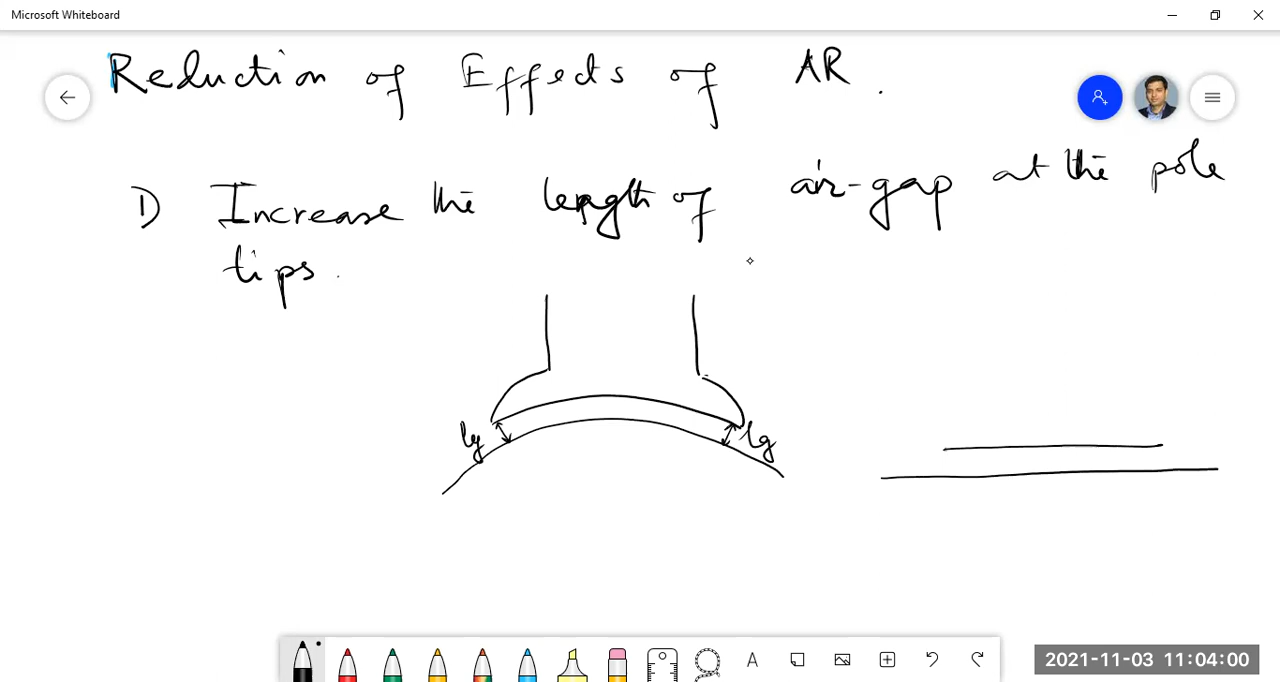 Microsoft Whiteboard
Reduction of Effects of AR.
1) Increase the length of air-gap at the pole
tips.
lg lg
2021-11-03 11:04:00